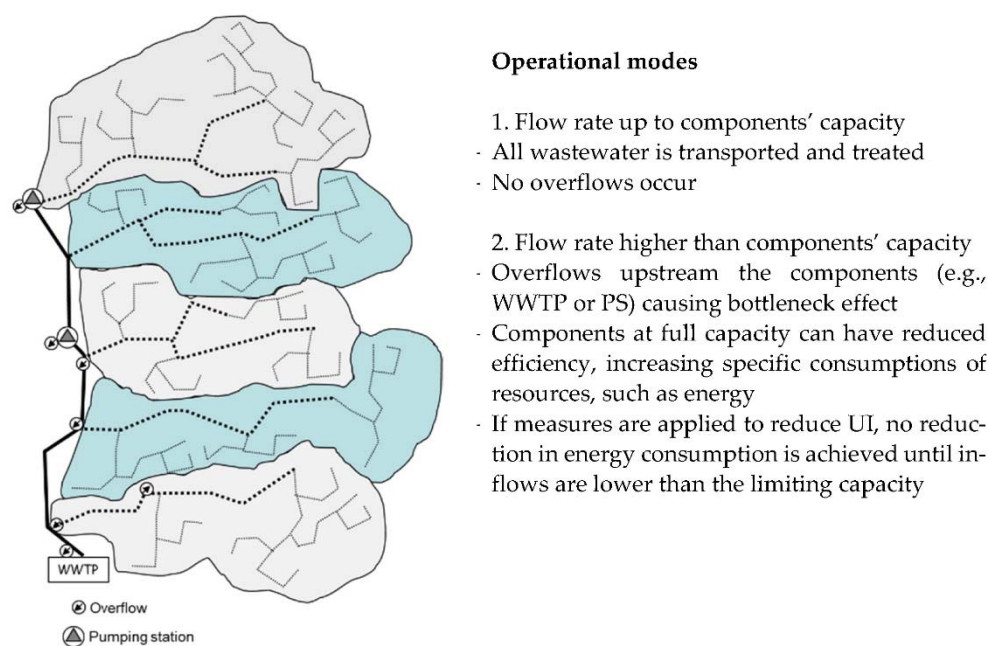 Operational modes
1. Flow rate up to components' capacity
- All wastewater is transported and treated
- No overflows occur
2. Flow rate higher than components' capacity
- Overflows upstream the components (e.g.,
WWTP or PS) causing bottleneck effect
- Components at full capacity can have reduced
efficiency, increasing specific consumptions of
resources, such as energy
- If measures are applied to reduce UI, no reduc-
tion in energy consumption is achieved until in-
flows are lower than the limiting capacity
WWTP
Overflow
Pumping station